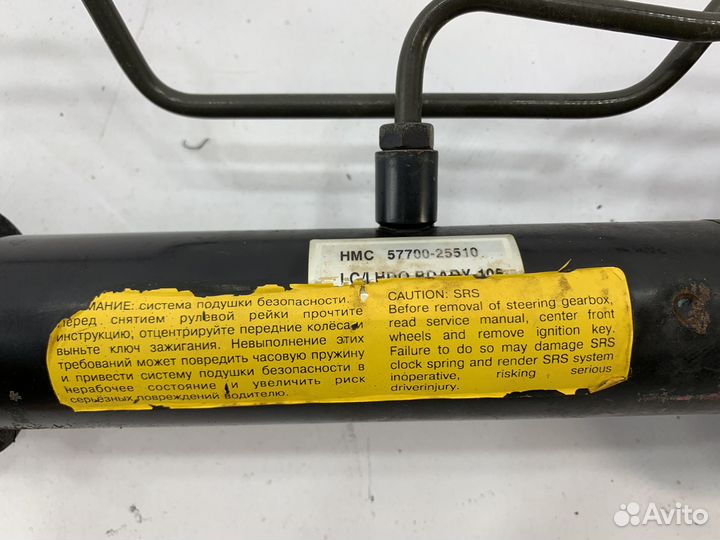 HMC 57700-25510
МАНИЕ: система подушки безопасности.
перед снятием рулевой рейки прочтите
инструкцию, отцентрируйте передние колёса и
выньте ключ зажигания. Невыполнение этих
требований может повредить часовую пружину
и привести систему подушки безопасности в
нерабочее состояние и увеличить риск
серьёзных повреждений водителю.
CAUTION: SRS
Before removal of steering gearbox,
read service manual, center front
wheels and remove ignition key.
Failure to do so may damage SRS
clock spring and render SRS system
inoperative, risking serious
driverinjury.
Avito